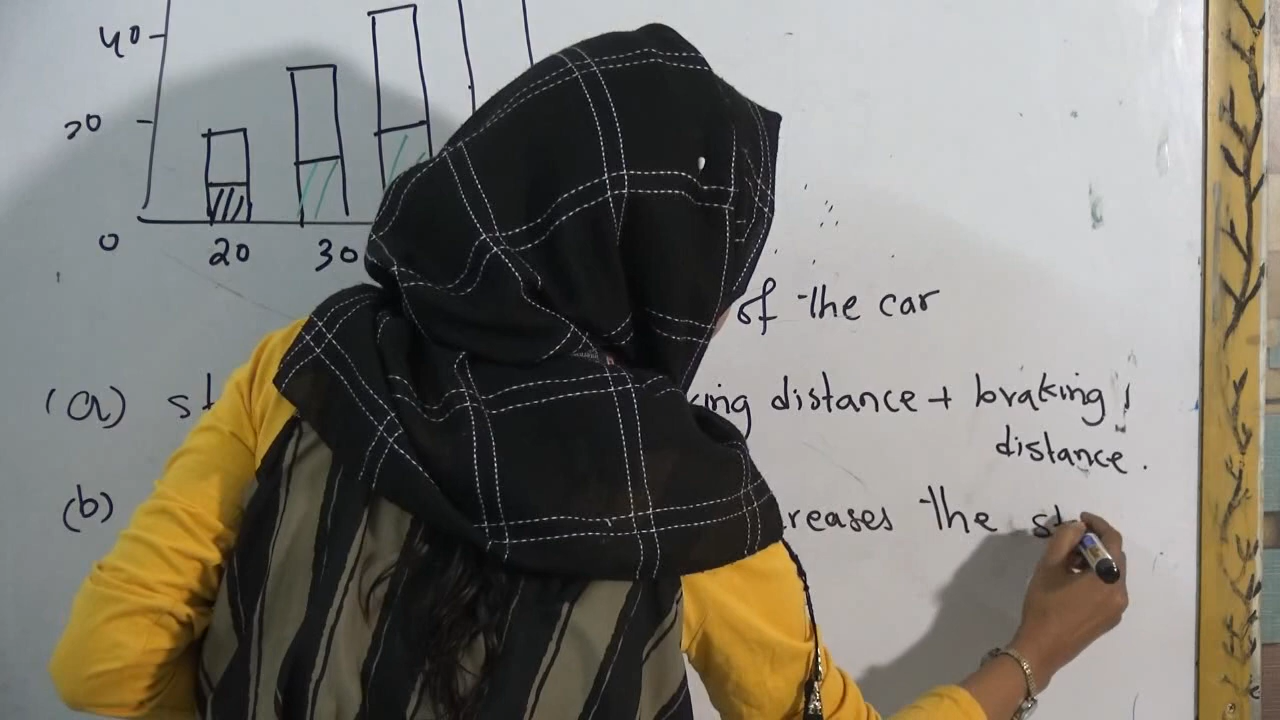 40
20
0
20 30
of the car
(a) st king distance + braking
distance.
(b) reases the st